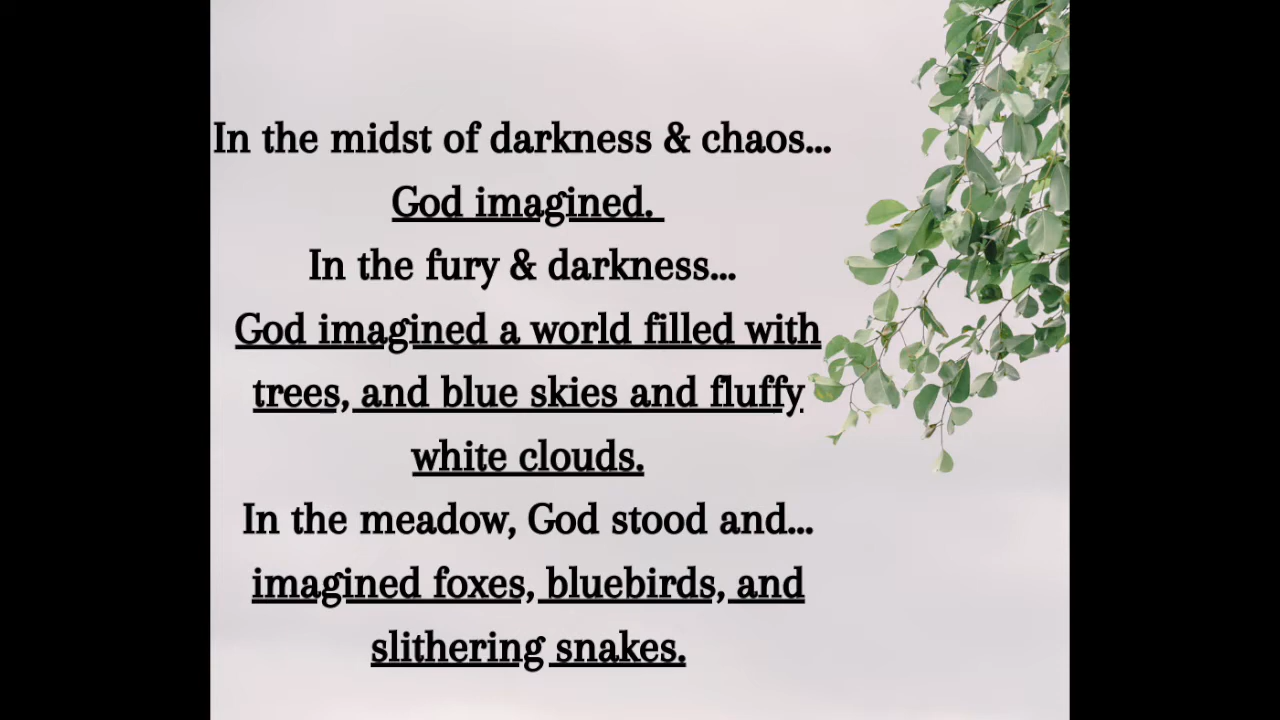 In the midst of darkness & chaos...
God imagined.
In the fury & darkness...
God imagined a world filled with
trees, and blue skies and fluffy
white clouds.
In the meadow, God stood and...
imagined foxes, bluebirds, and
slithering snakes.